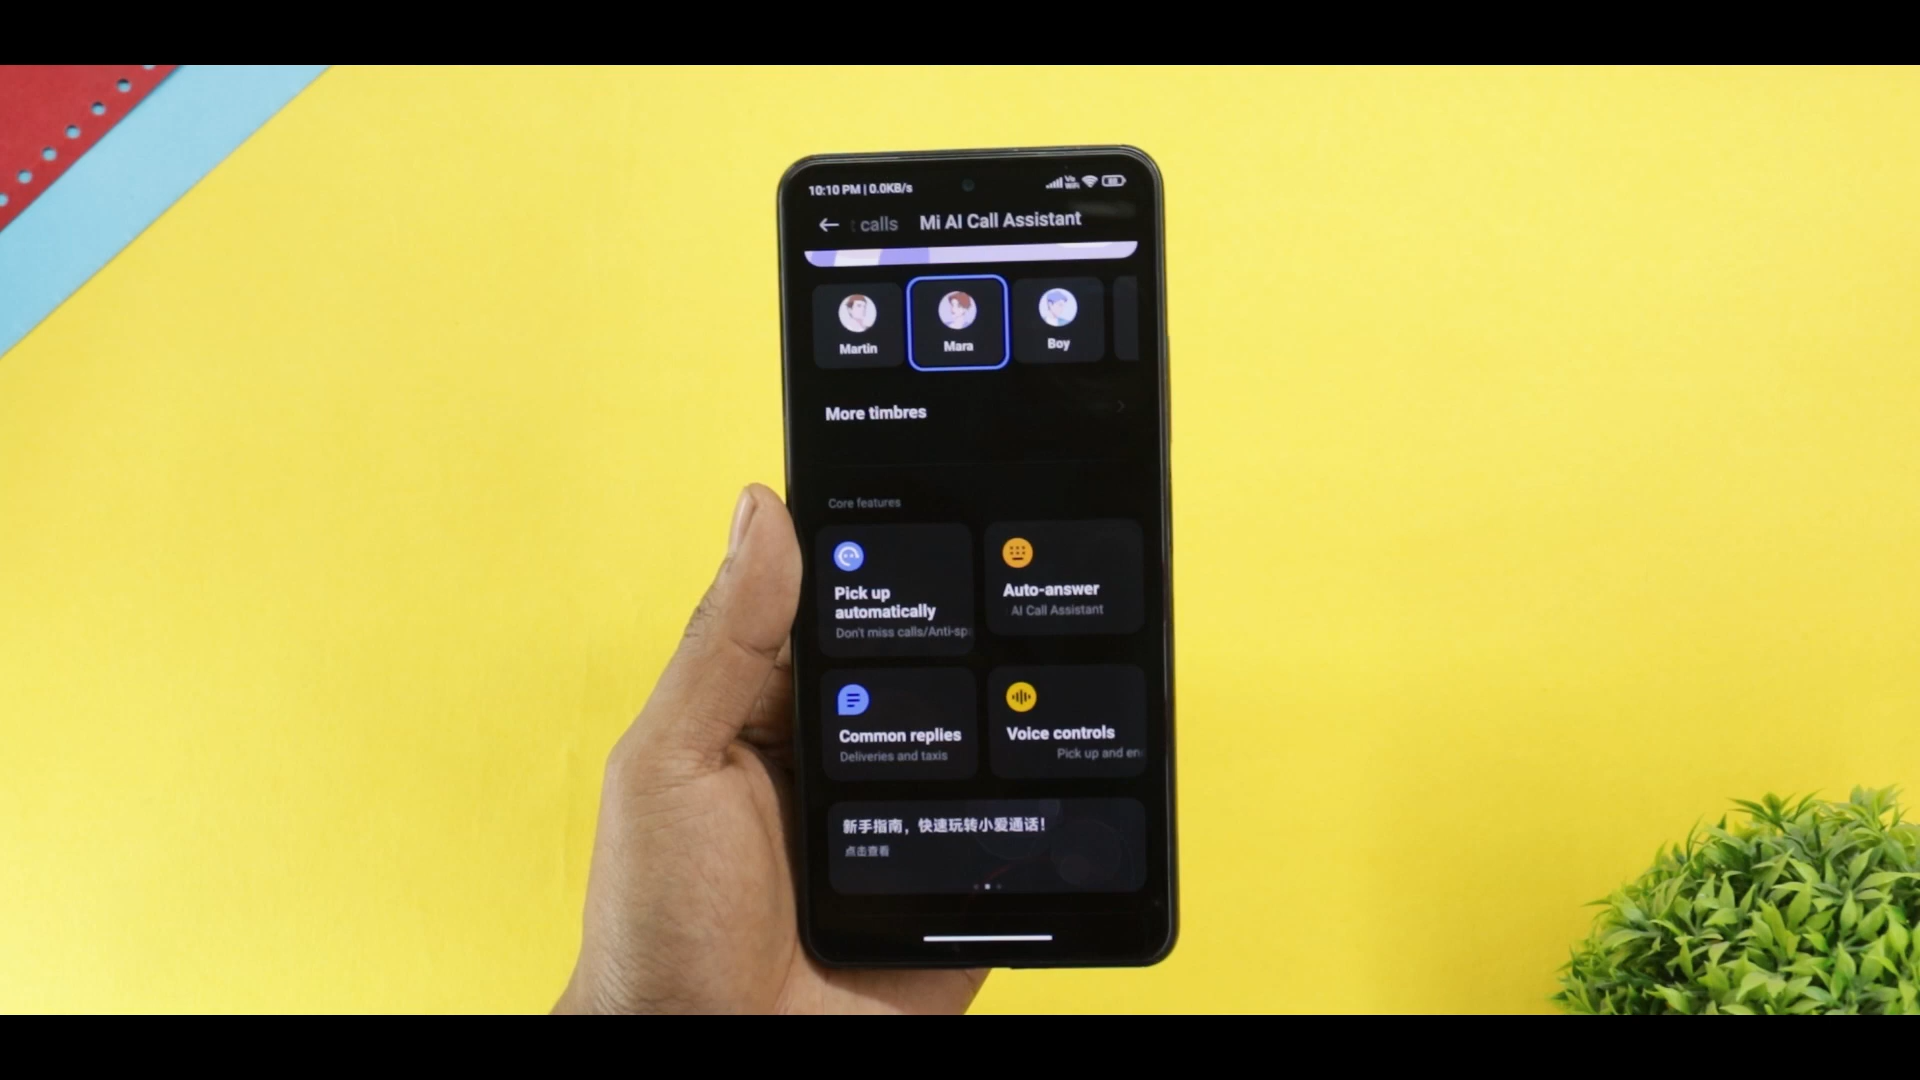 10:10 PM | 0.0KB/s
calls Mi AI Call Assistant
Martin
Mara
Boy
More timbres
Core features
Pick up
automatically
Don't miss calls/Anti-sp
Auto-answer
AI Call Assistant
Common replies
Deliveries and taxis
Voice controls
Pick up and en
新手指南，快速玩转小爱通话！
点击查看